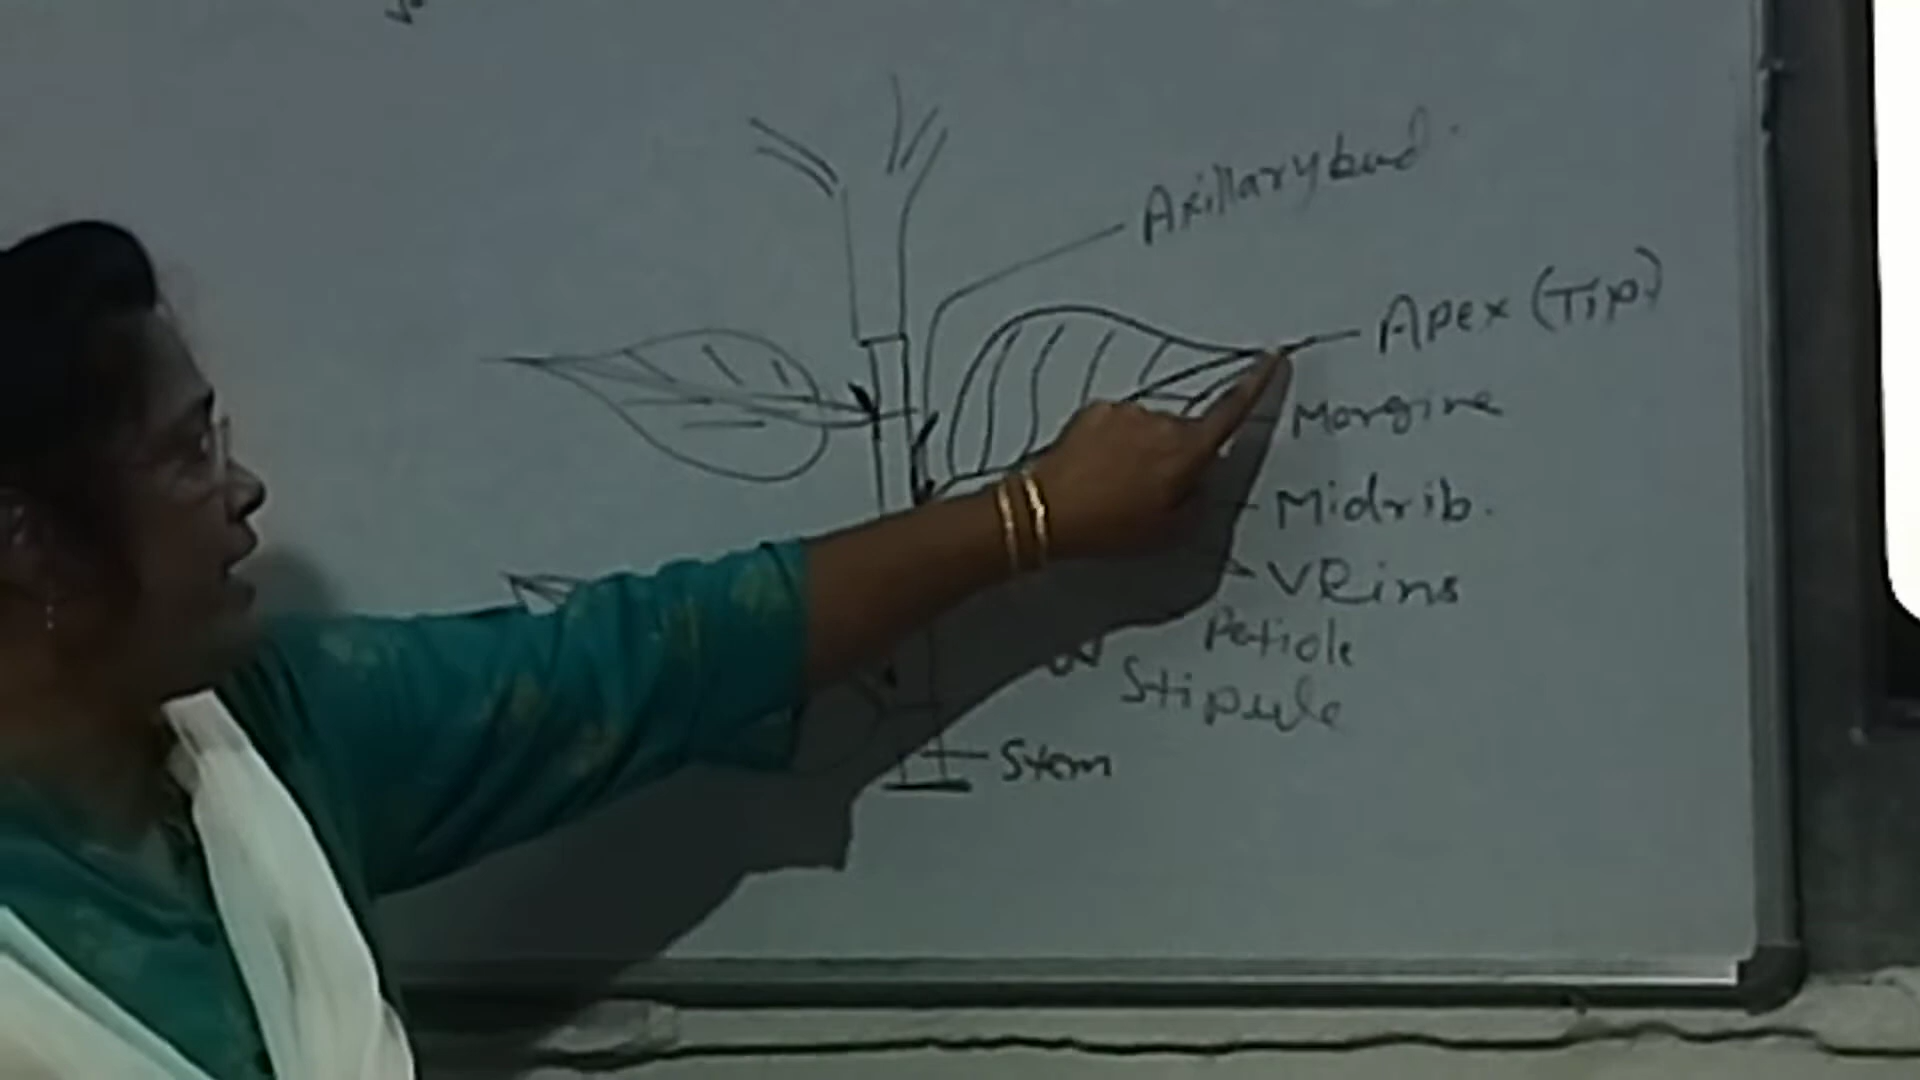 Axillary bud.
Apex (Tip)
Margine
Midrib.
Veins
Petiole
Stipule
Stem